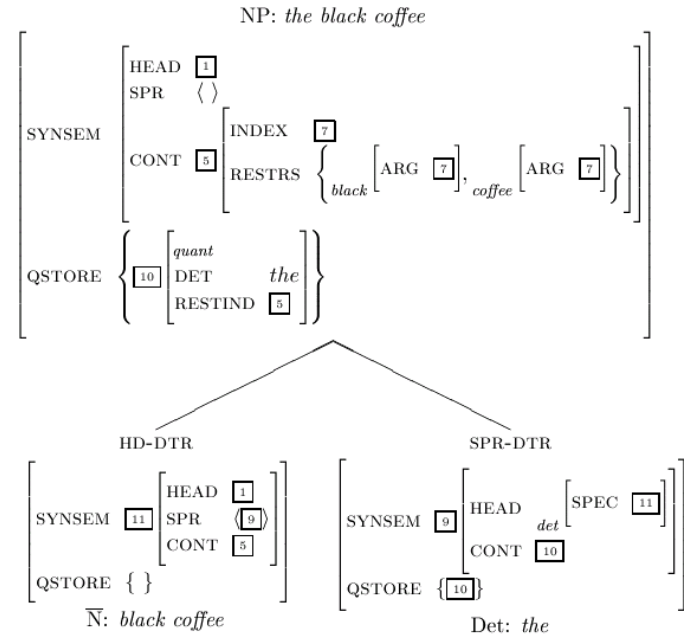 NP: the black coffee
HEAD 1
SPR ⟨ ⟩
SYNSEM
INDEX 7
CONT 5
RESTRS { black [ARG 7], coffee [ARG 7] }
quant
QSTORE { 10 DET the }
RESTIND 5
HD-DTR SPR-DTR
HEAD 1
SYNSEM 11 SPR ⟨9⟩
CONT 5
QSTORE { }
N̅: black coffee
HEAD det [SPEC 11]
SYNSEM 9
CONT 10
QSTORE {10}
Det: the